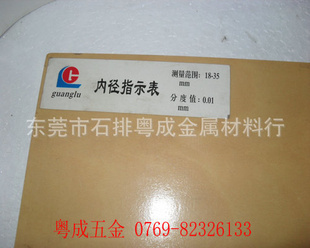 guanglu
内径指示表
测量范围：18-35
mm
分度值：0.01
mm
东莞市石排粤成金属材料行
粤成五金 0769-82326133